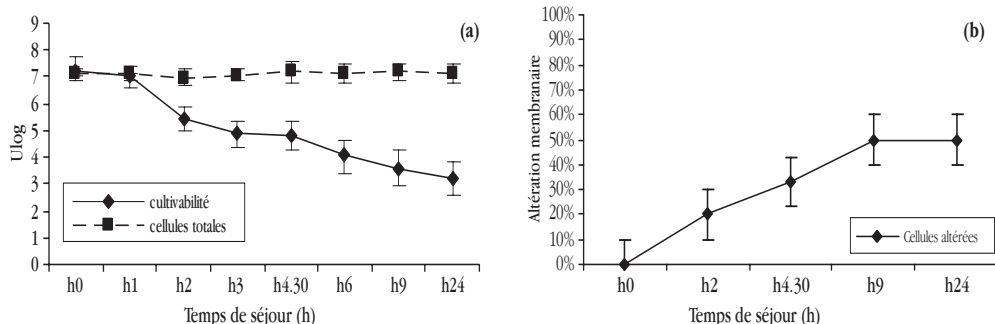 (a)
9
8
7
6
5
4
3
2
1
0
Ulog
cultivabilité
cellules totales
h0 h1 h2 h3 h4.30 h6 h9 h24
Temps de séjour (h)
(b)
100%
90%
80%
70%
60%
50%
40%
30%
20%
10%
0%
Altération membranaire
Cellules altérées
h0 h2 h4.30 h9 h24
Temps de séjour (h)